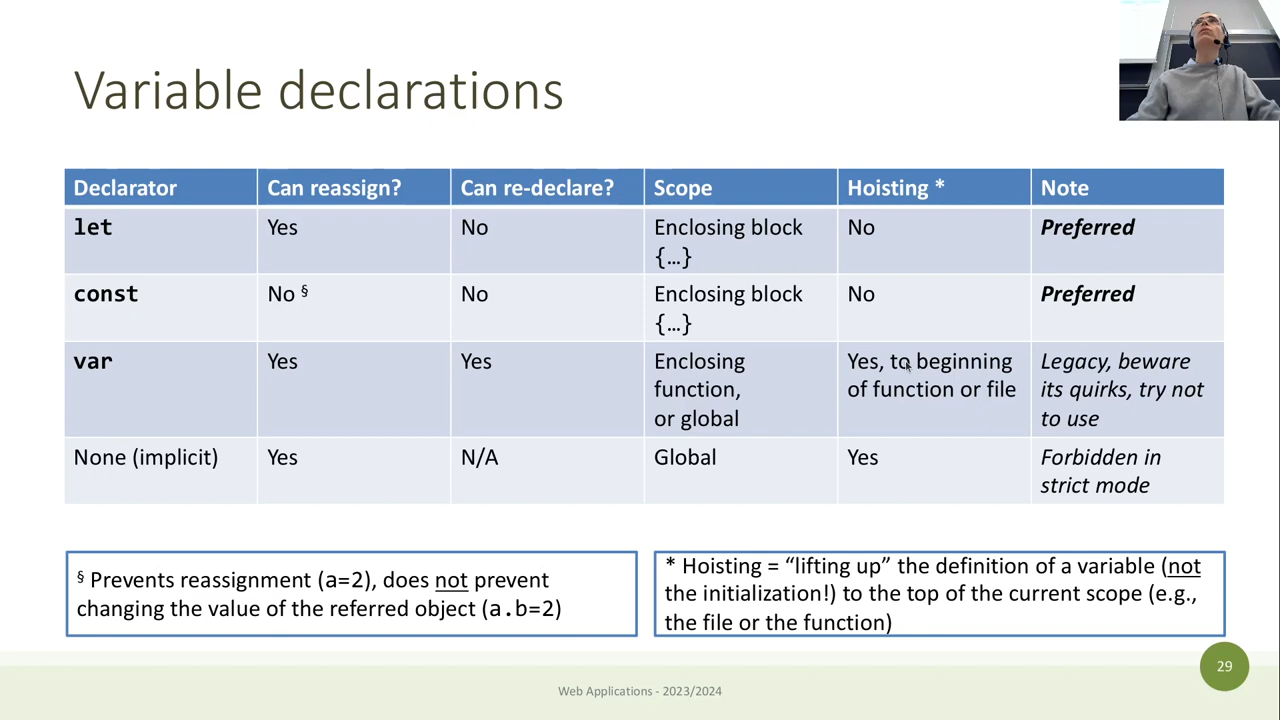 Variable declarations
Declarator Can reassign? Can re-declare? Scope Hoisting * Note
let Yes No Enclosing block {…} No Preferred
const No § No Enclosing block {…} No Preferred
var Yes Yes Enclosing function, or global Yes, to beginning of function or file Legacy, beware its quirks, try not to use
None (implicit) Yes N/A Global Yes Forbidden in strict mode
§ Prevents reassignment (a=2), does not prevent
changing the value of the referred object (a.b=2)
* Hoisting = “lifting up” the definition of a variable (not
the initialization!) to the top of the current scope (e.g.,
the file or the function)
29
Web Applications - 2023/2024